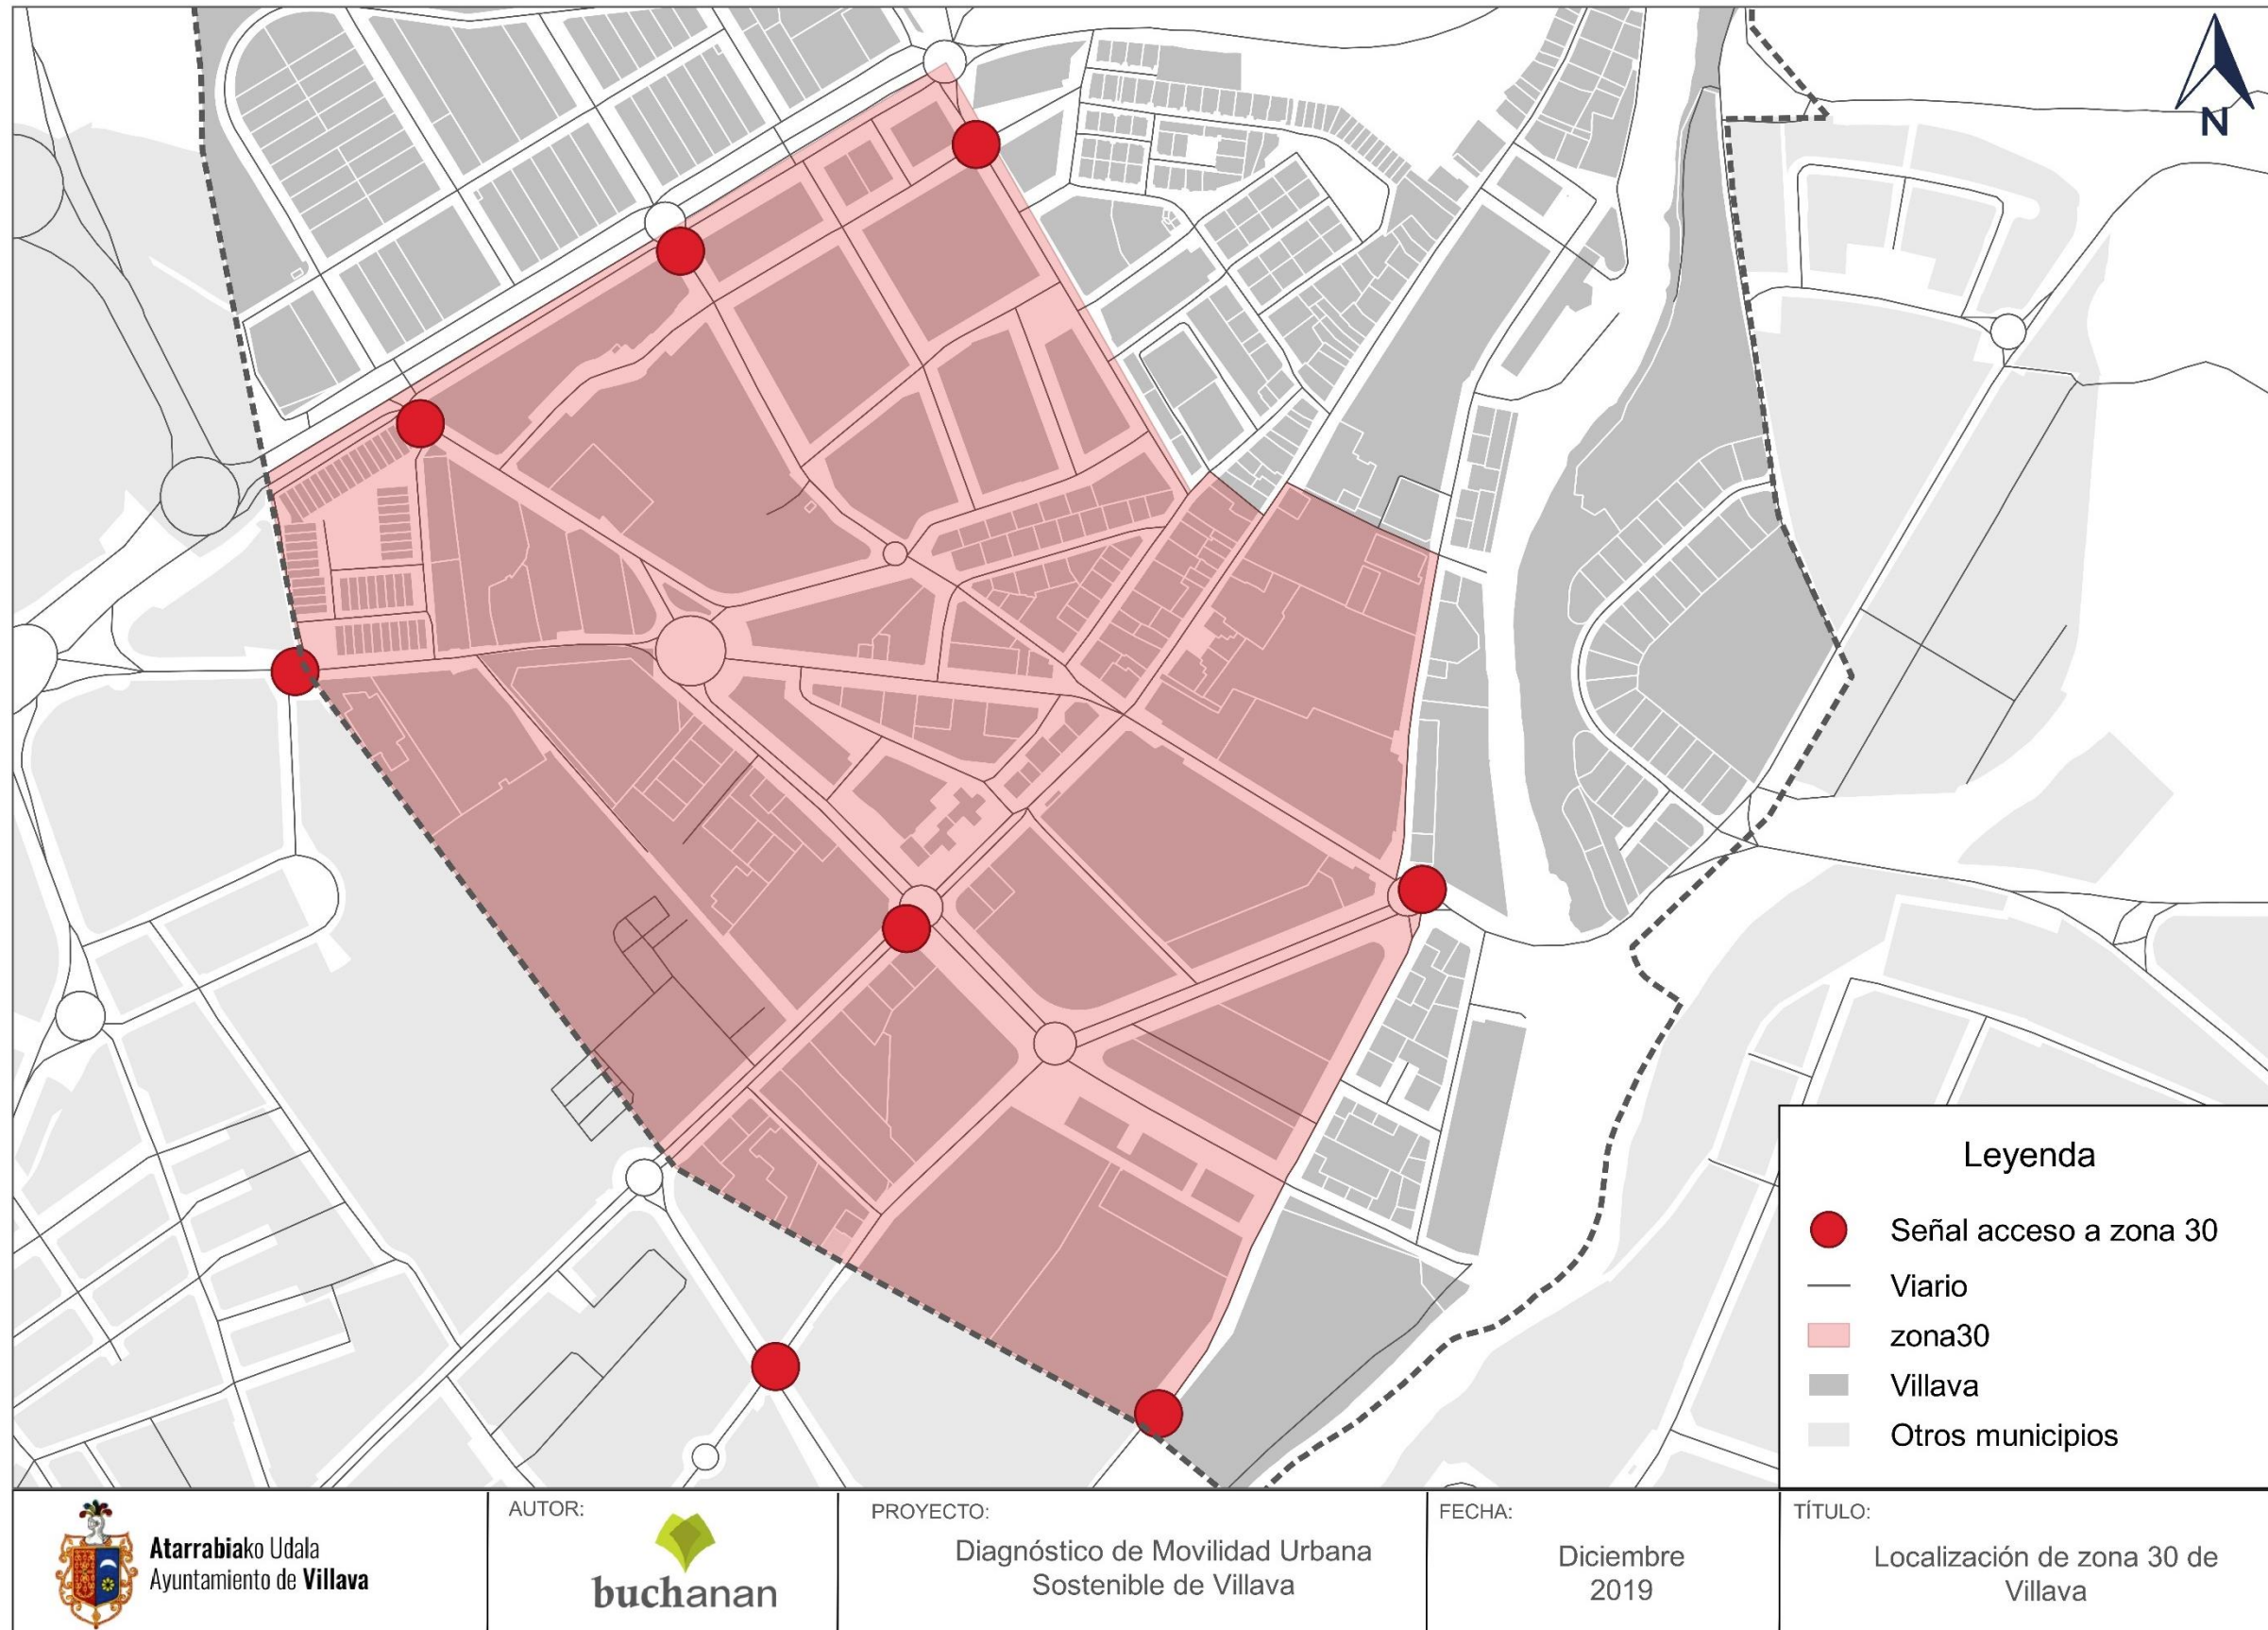 N
Leyenda
Señal acceso a zona 30
Viario
zona30
Villava
Otros municipios
Atarrabiako Udala
Ayuntamiento de Villava
AUTOR:
buchanan
PROYECTO:
Diagnóstico de Movilidad Urbana
Sostenible de Villava
FECHA:
Diciembre
2019
TÍTULO:
Localización de zona 30 de
Villava